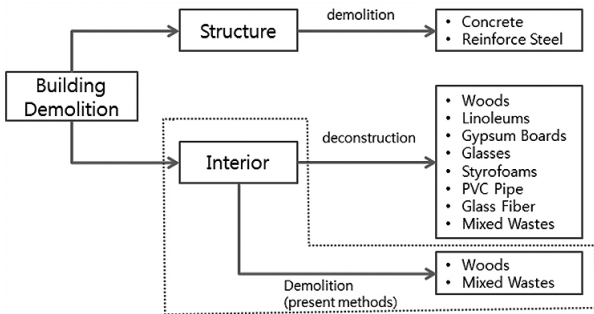 Building
Demolition
Structure
demolition
• Concrete
• Reinforce Steel
Interior
deconstruction
• Woods
• Linoleums
• Gypsum Boards
• Glasses
• Styrofoams
• PVC Pipe
• Glass Fiber
• Mixed Wastes
Demolition
(present methods)
• Woods
• Mixed Wastes